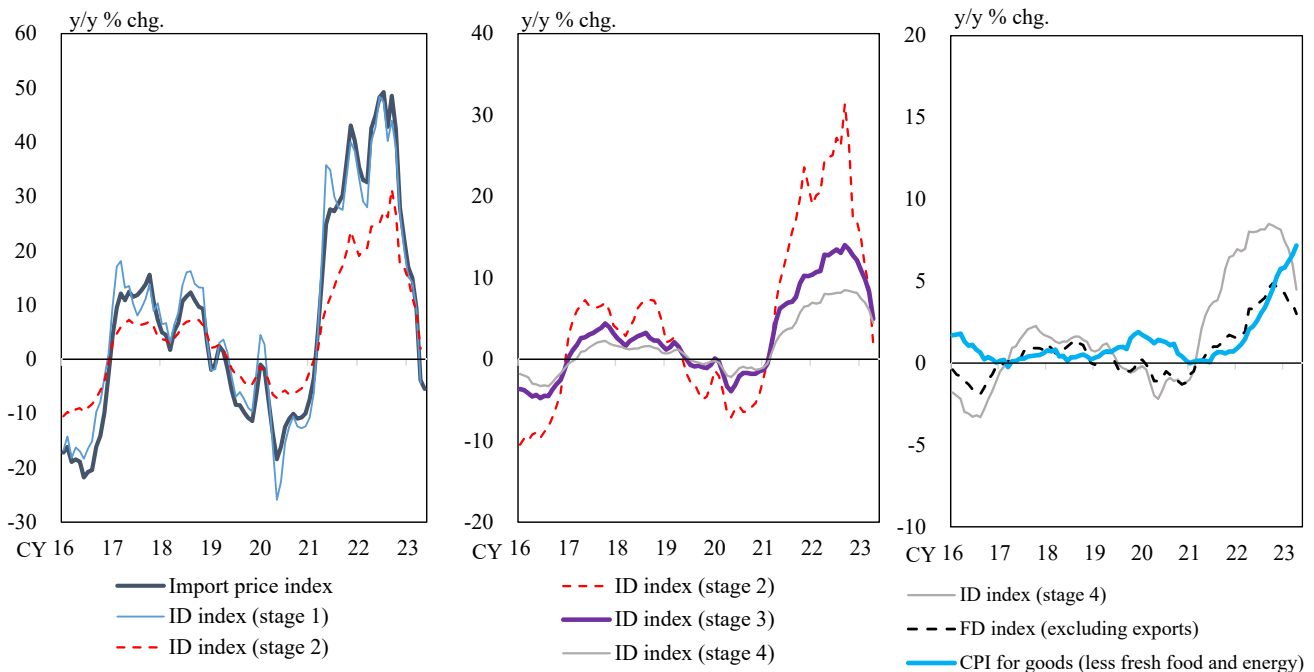 y/y % chg.
60
50
40
30
20
10
0
-10
-20
-30
CY 16 17 18 19 20 21 22 23
Import price index
ID index (stage 1)
ID index (stage 2)
y/y % chg.
40
30
20
10
0
-10
-20
CY 16 17 18 19 20 21 22 23
ID index (stage 2)
ID index (stage 3)
ID index (stage 4)
y/y % chg.
20
15
10
5
0
-5
-10
CY 16 17 18 19 20 21 22 23
ID index (stage 4)
FD index (excluding exports)
CPI for goods (less fresh food and energy)